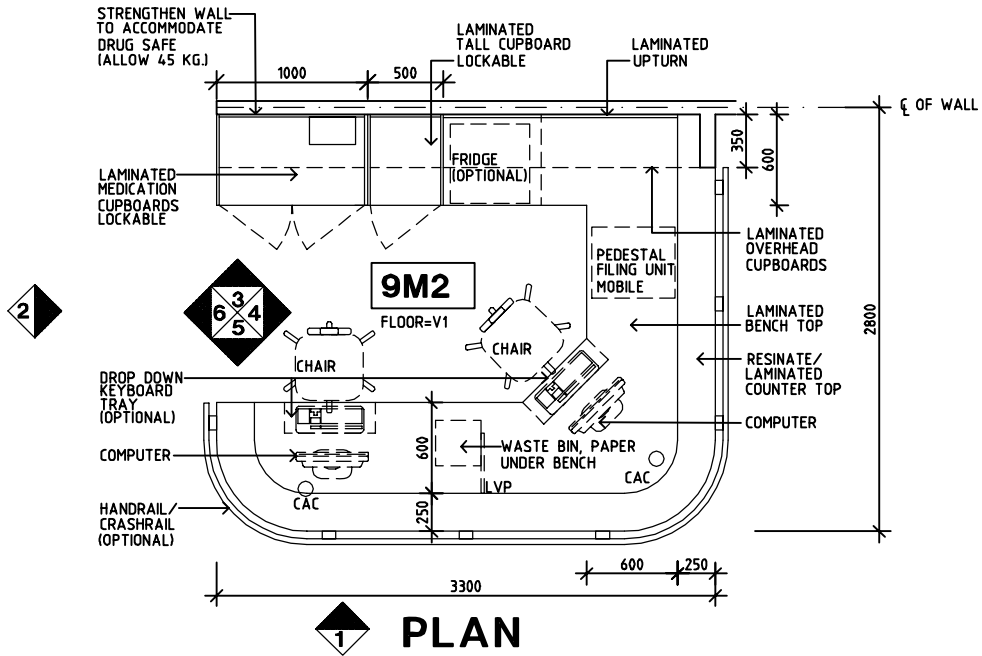 STRENGTHEN WALL
TO ACCOMMODATE
DRUG SAFE
(ALLOW 45 KG.)
LAMINATED
TALL CUPBOARD
LOCKABLE
LAMINATED
UPTURN
1000
500
℄ OF WALL
350
600
FRIDGE
(OPTIONAL)
LAMINATED
MEDICATION
CUPBOARDS
LOCKABLE
LAMINATED
OVERHEAD
CUPBOARDS
PEDESTAL
FILING UNIT
MOBILE
9M2
FLOOR=V1
2
3
6 4
5
LAMINATED
BENCH TOP
2800
CHAIR
CHAIR
RESINATE/
LAMINATED
COUNTER TOP
DROP DOWN
KEYBOARD
TRAY
(OPTIONAL)
COMPUTER
600
WASTE BIN, PAPER
UNDER BENCH
COMPUTER
CAC
LVP
CAC
250
HANDRAIL/
CRASHRAIL
(OPTIONAL)
600
250
3300
1
PLAN